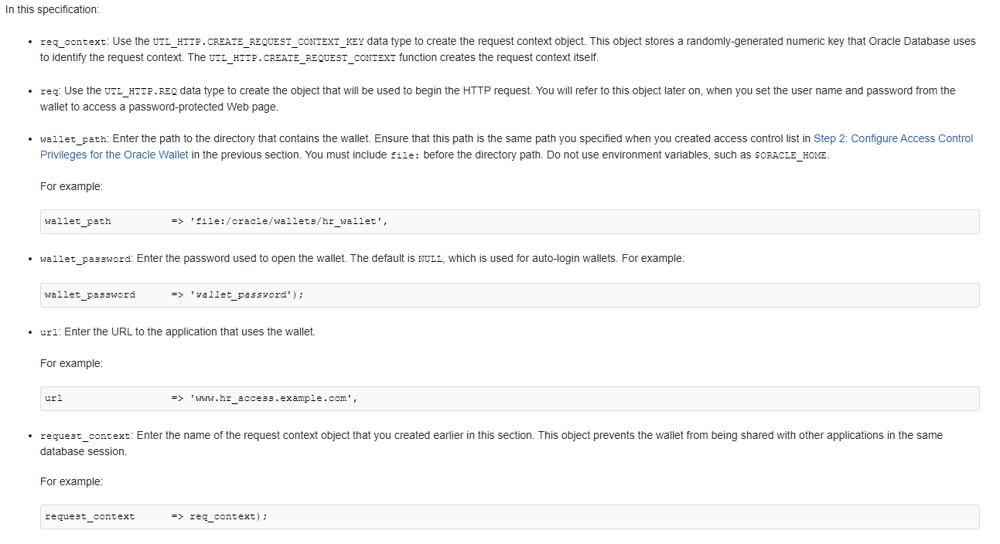 In this specification:
req_context: Use the UTL_HTTP.CREATE_REQUEST_CONTEXT_KEY data type to create the request context object. This object stores a randomly-generated numeric key that Oracle Database uses
to identify the request context. The UTL_HTTP.CREATE_REQUEST_CONTEXT function creates the request context itself.
req: Use the UTL_HTTP.REQ data type to create the object that will be used to begin the HTTP request. You will refer to this object later on, when you set the user name and password from the
wallet to access a password-protected Web page.
wallet_path: Enter the path to the directory that contains the wallet. Ensure that this path is the same path you specified when you created access control list in Step 2: Configure Access Control
Privileges for the Oracle Wallet in the previous section. You must include file: before the directory path. Do not use environment variables, such as $ORACLE_HOME.
For example:
wallet_path => 'file:/oracle/wallets/hr_wallet',
wallet_password: Enter the password used to open the wallet. The default is NULL, which is used for auto-login wallets. For example:
wallet_password => 'wallet_password');
url: Enter the URL to the application that uses the wallet.
For example:
url => 'www.hr_access.example.com',
request_context: Enter the name of the request context object that you created earlier in this section. This object prevents the wallet from being shared with other applications in the same
database session.
For example:
request_context => req_context);